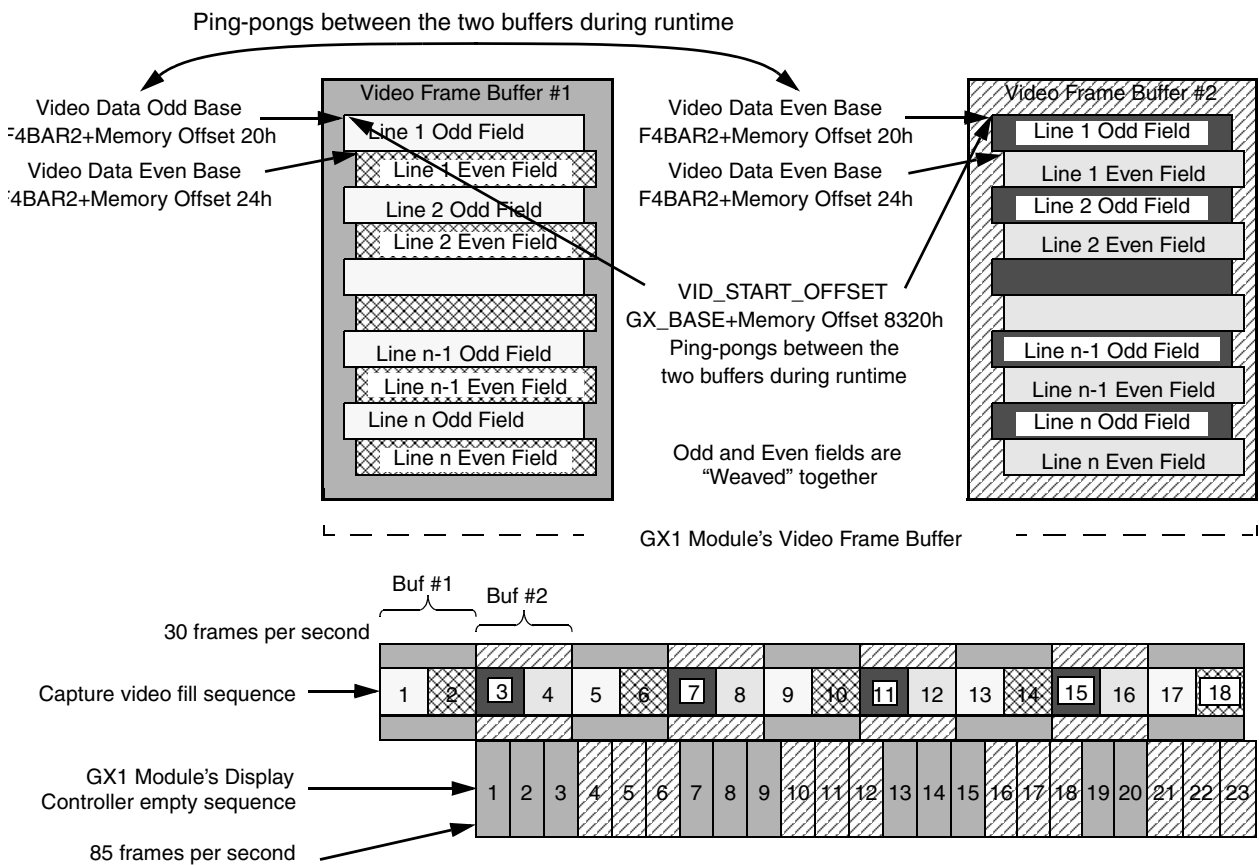 Ping-pongs between the two buffers during runtime
Video Data Odd Base
F4BAR2+Memory Offset 20h
Video Data Even Base
F4BAR2+Memory Offset 24h
Video Frame Buffer #1
Line 1 Odd Field
Line 1 Even Field
Line 2 Odd Field
Line 2 Even Field
Line n-1 Odd Field
Line n-1 Even Field
Line n Odd Field
Line n Even Field
Video Data Even Base
F4BAR2+Memory Offset 20h
Video Data Even Base
F4BAR2+Memory Offset 24h
VID_START_OFFSET
GX_BASE+Memory Offset 8320h
Ping-pongs between the
two buffers during runtime
Odd and Even fields are
“Weaved” together
Video Frame Buffer #2
Line 1 Odd Field
Line 1 Even Field
Line 2 Odd Field
Line 2 Even Field
Line n-1 Odd Field
Line n-1 Even Field
Line n Odd Field
Line n Even Field
GX1 Module’s Video Frame Buffer
Buf #1
Buf #2
30 frames per second
Capture video fill sequence
1 2 3 4 5 6 7 8 9 10 11 12 13 14 15 16 17 18
GX1 Module’s Display
Controller empty sequence
1 2 3 4 5 6 7 8 9 10 11 12 13 14 15 16 17 18 19 20 21 22 23
85 frames per second